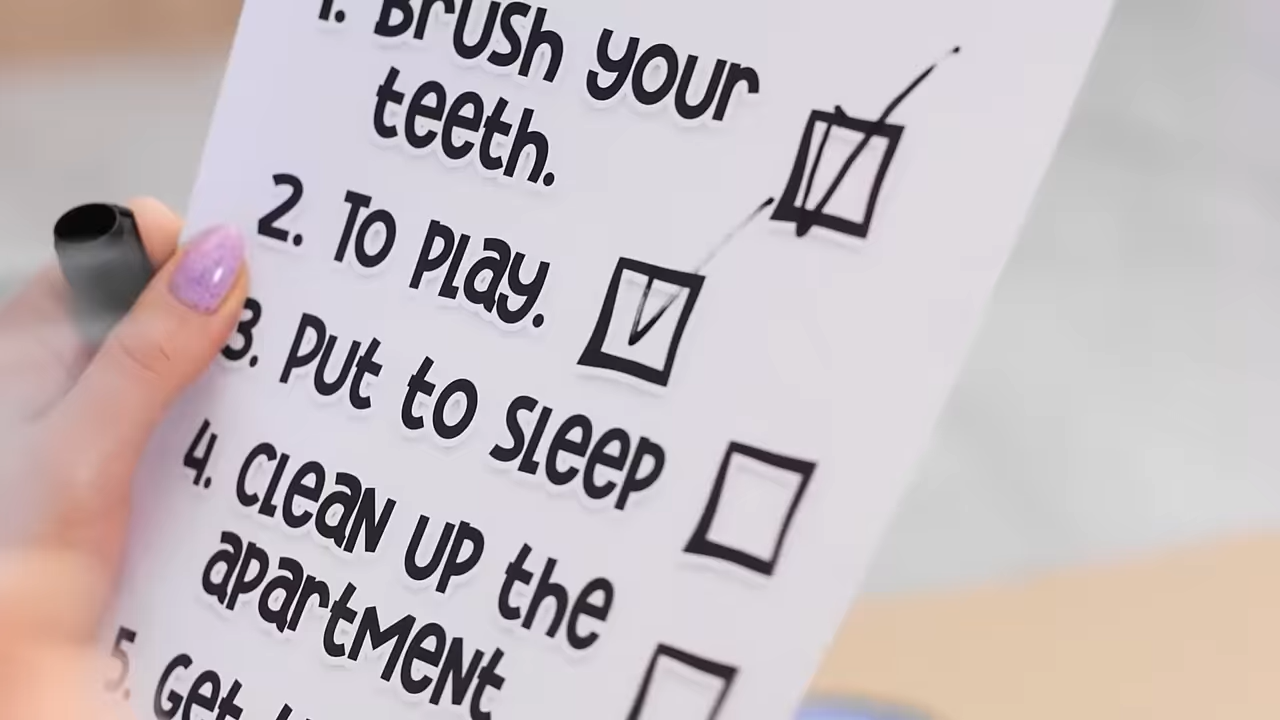 1. Brush your
teeth.
2. To play.
3. Put to sleep
4. Clean up the
apartment
5. Get